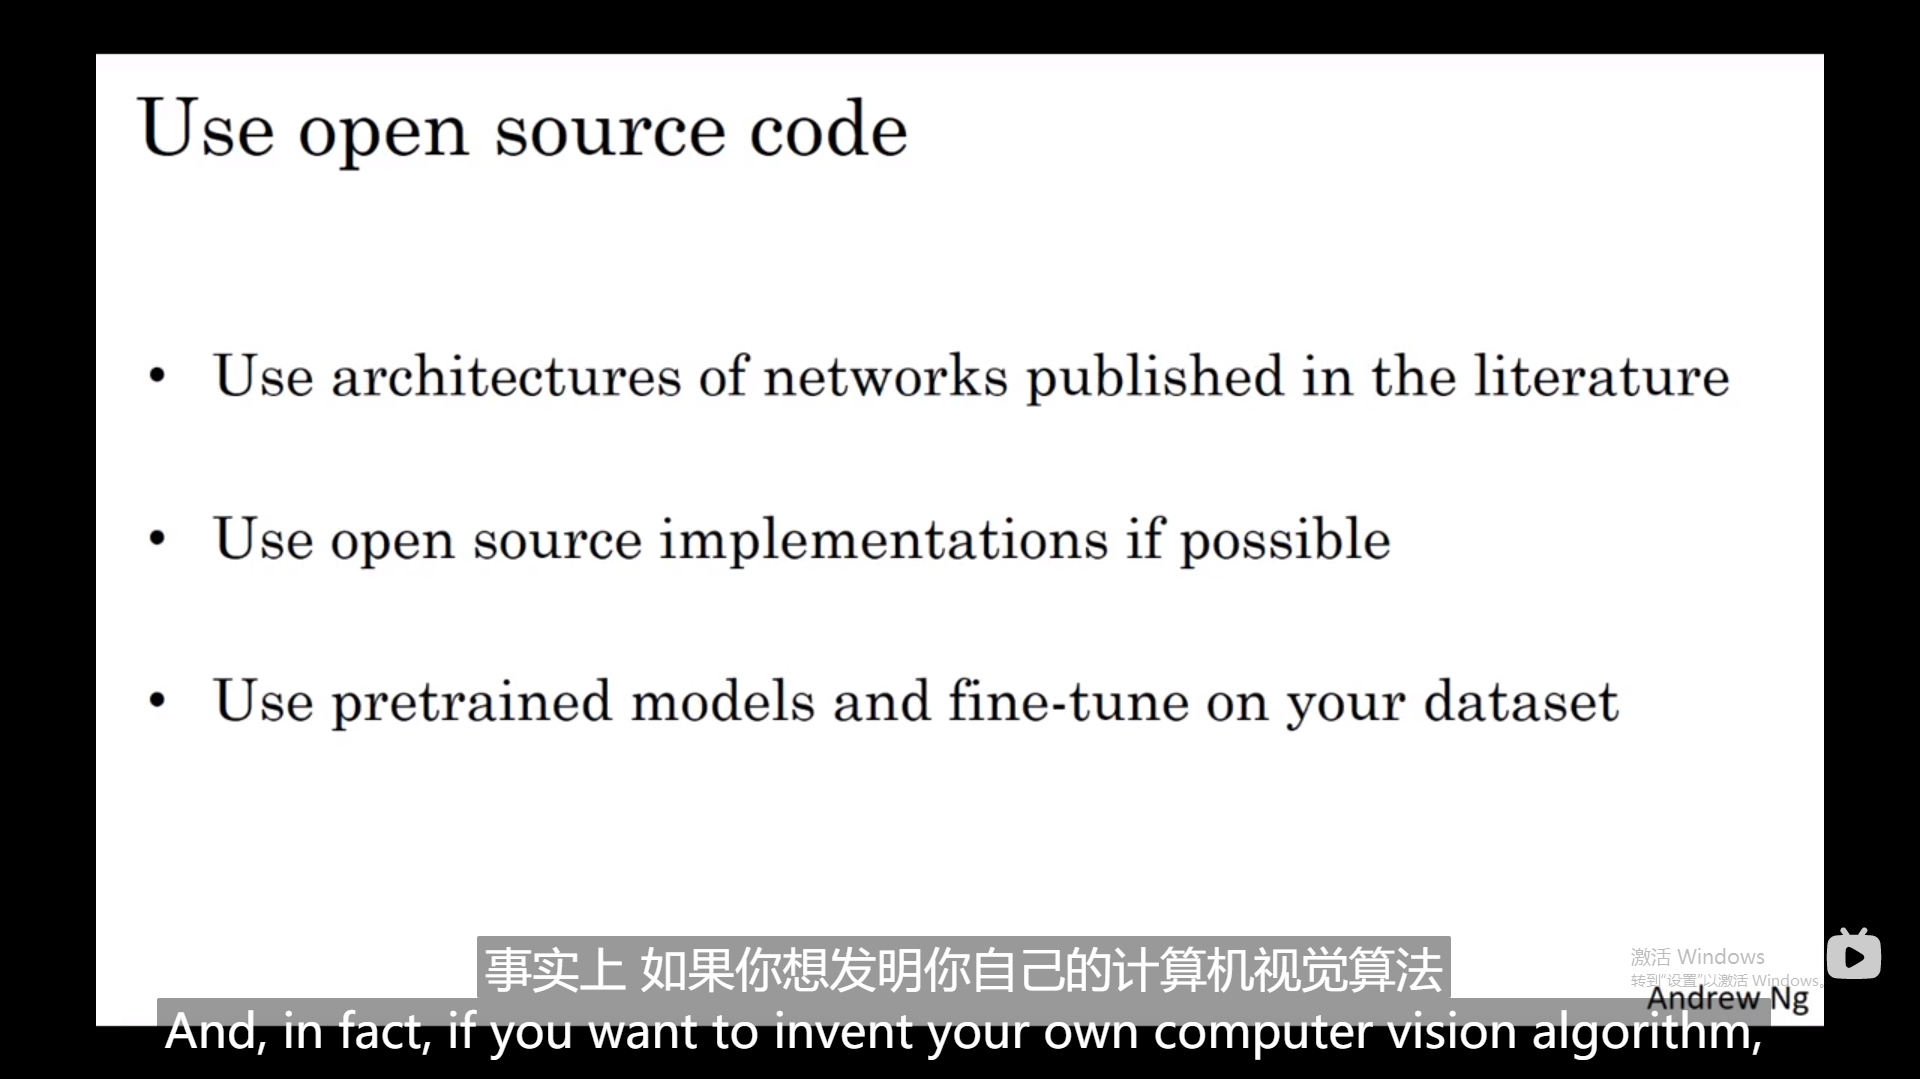 Use open source code
• Use architectures of networks published in the literature
• Use open source implementations if possible
• Use pretrained models and fine-tune on your dataset
事实上 如果你想发明你自己的计算机视觉算法
激活 Windows
转到“设置”以激活 Windows。
Andrew Ng
And, in fact, if you want to invent your own computer vision algorithm,